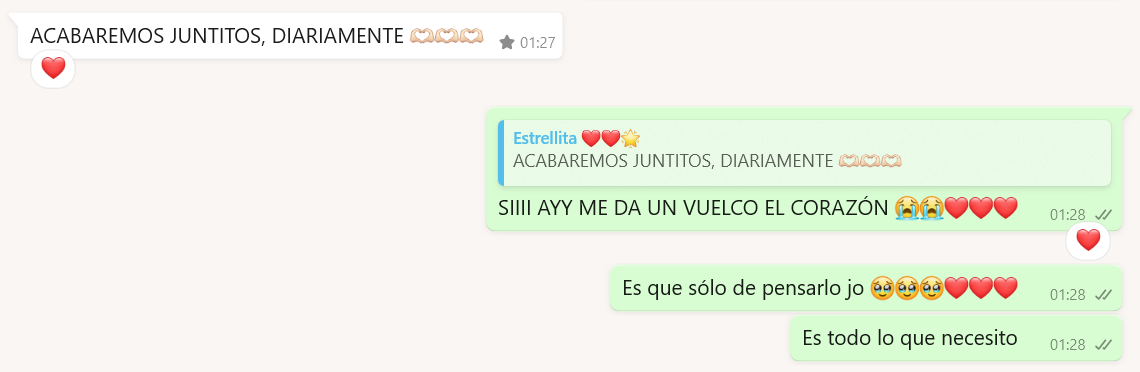 ACABAREMOS JUNTITOS, DIARIAMENTE 🫶🏻🫶🏻🫶🏻 01:27
❤️
Estrellita ❤️❤️🌟
ACABAREMOS JUNTITOS, DIARIAMENTE 🫶🏻🫶🏻🫶🏻
SIIII AYY ME DA UN VUELCO EL CORAZÓN 😭😭❤️❤️❤️ 01:28
❤️
Es que sólo de pensarlo jo 🥹🥹🥹❤️❤️❤️ 01:28
Es todo lo que necesito 01:28